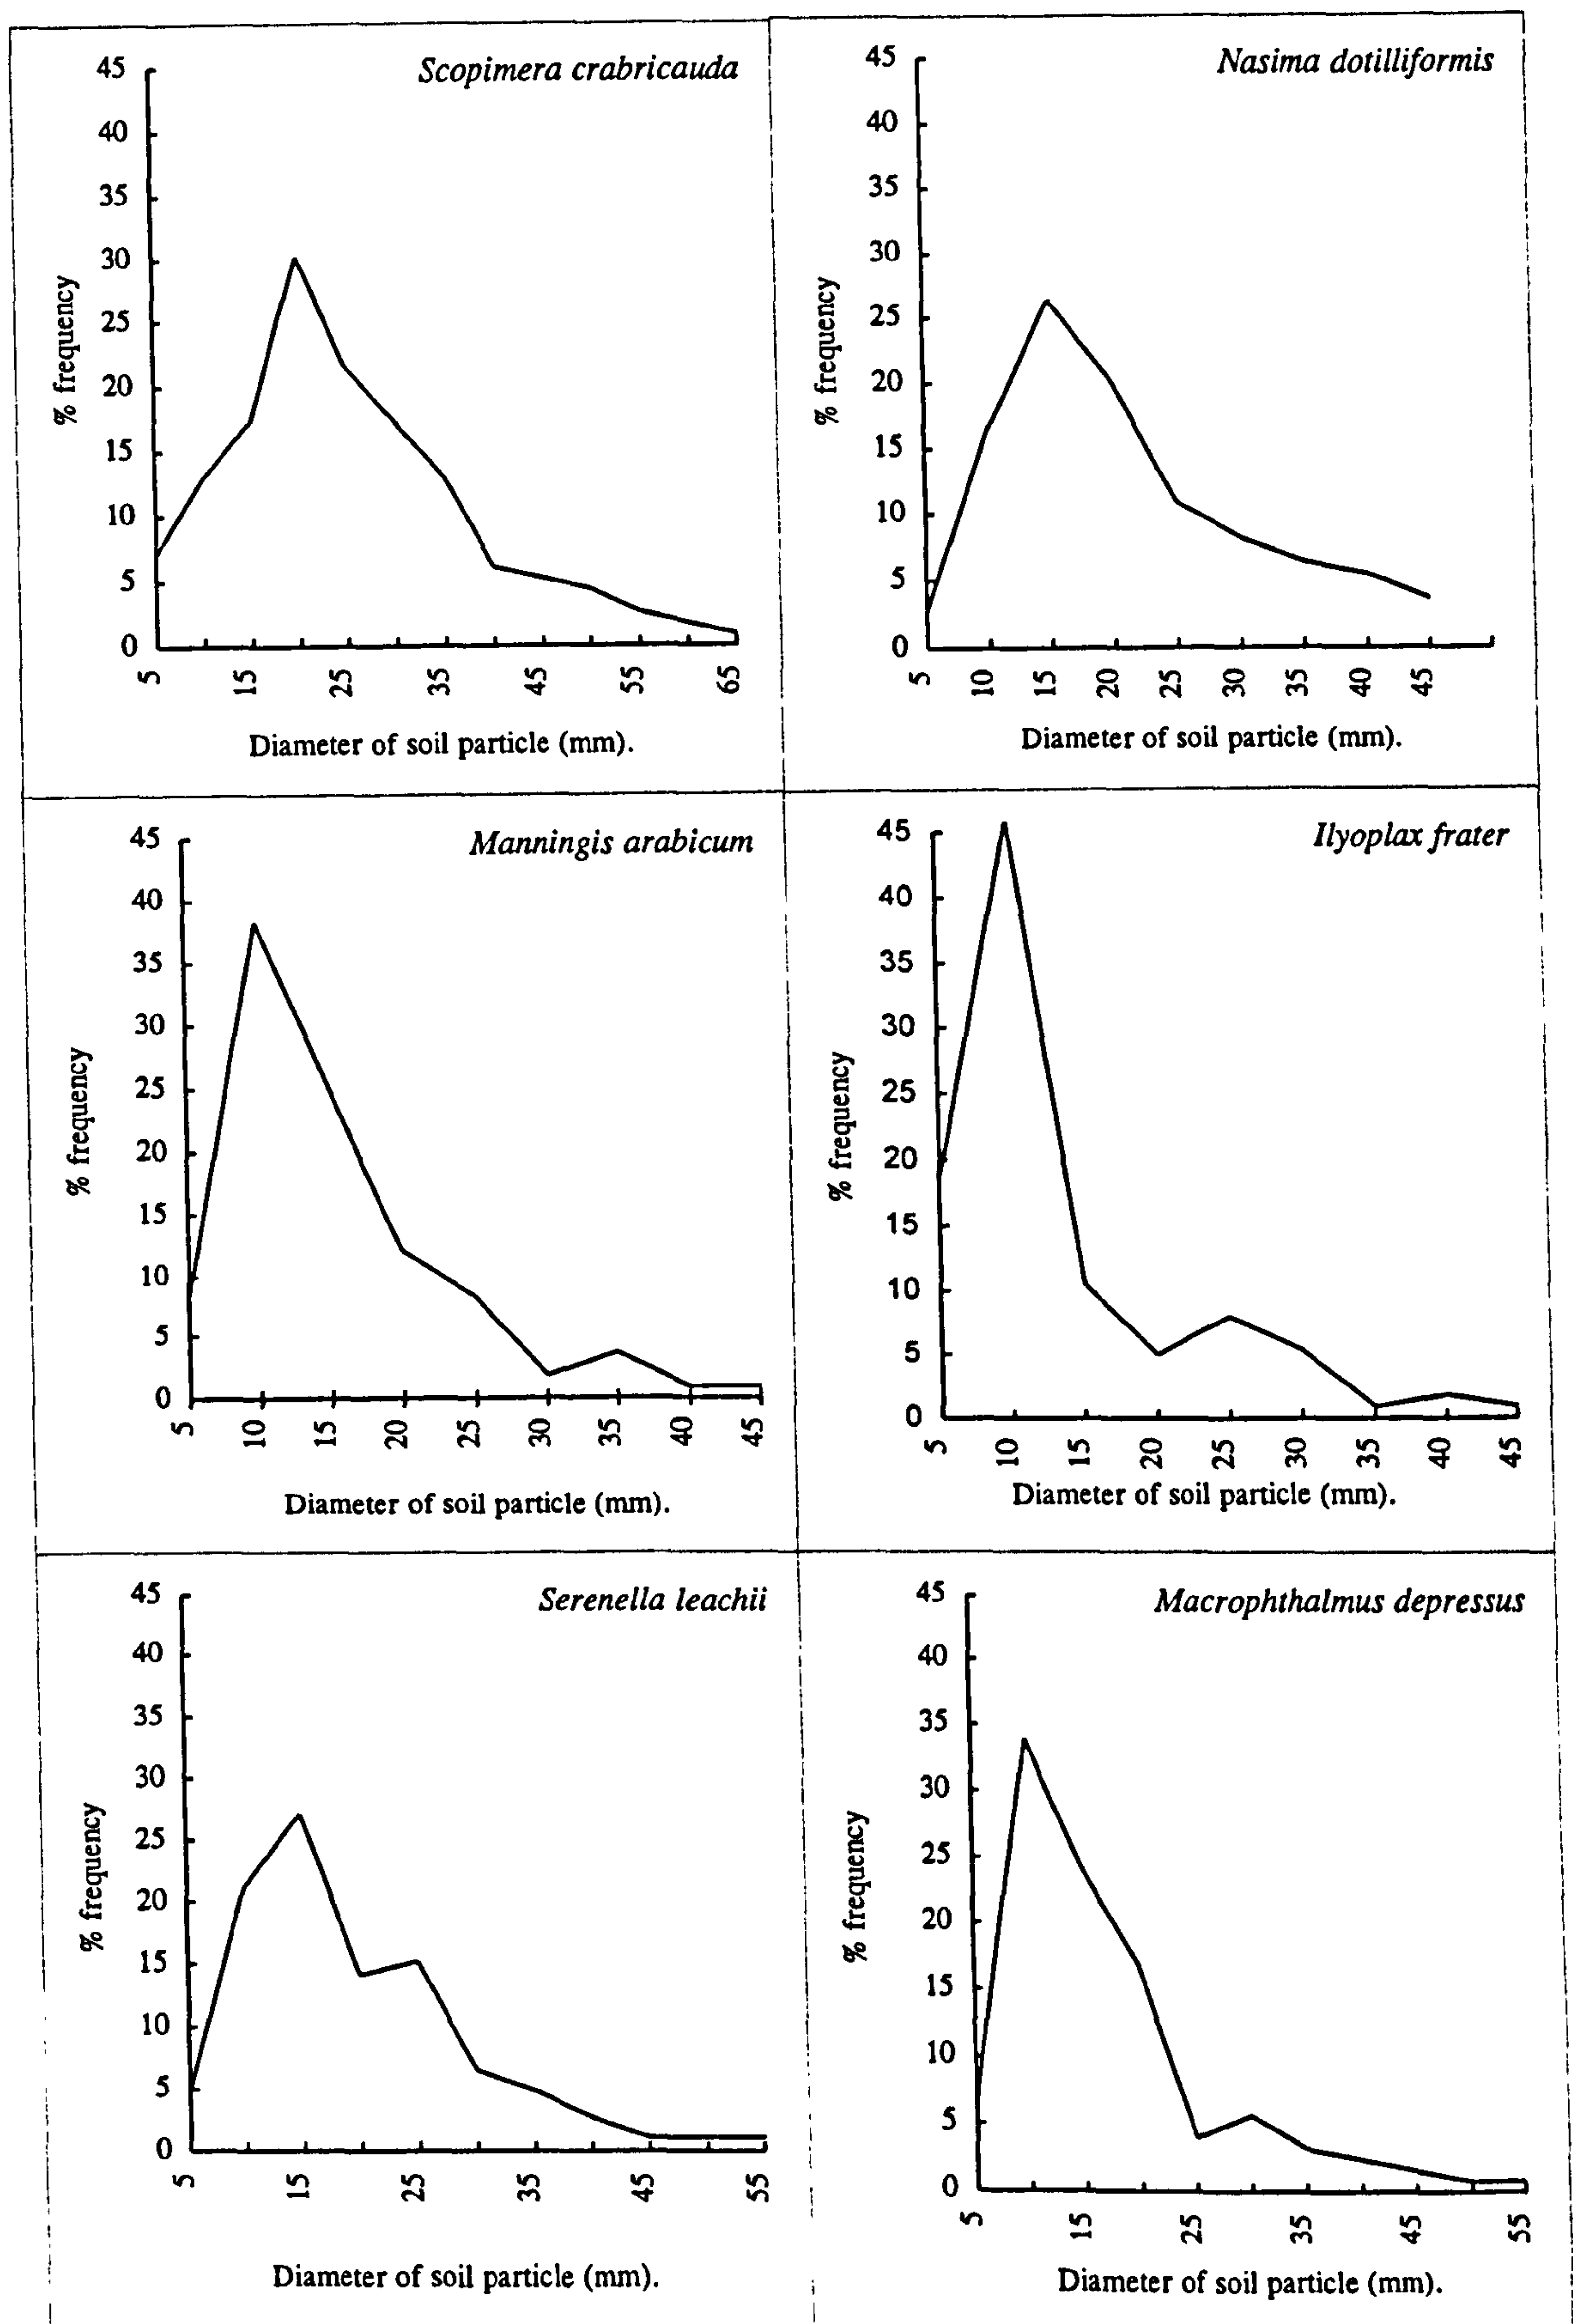 Scopimera crabricauda
45
40
35
30
25
20
15
10
5
0
% frequency
5 15 25 35 45 55 65
Diameter of soil particle (mm).
Nasima dotilliformis
45
40
35
30
25
20
15
10
5
0
% frequency
5 10 15 20 25 30 35 40 45
Diameter of soil particle (mm).
Manningis arabicum
45
40
35
30
25
20
15
10
5
0
% frequency
5 10 15 20 25 30 35 40 45
Diameter of soil particle (mm).
Ilyoplax frater
45
40
35
30
25
20
15
10
5
0
% frequency
5 10 15 20 25 30 35 40 45
Diameter of soil particle (mm).
Serenella leachii
45
40
35
30
25
20
15
10
5
0
% frequency
5 15 25 35 45 55
Diameter of soil particle (mm).
Macrophthalmus depressus
45
40
35
30
25
20
15
10
5
0
% frequency
5 15 25 35 45 55
Diameter of soil particle (mm).